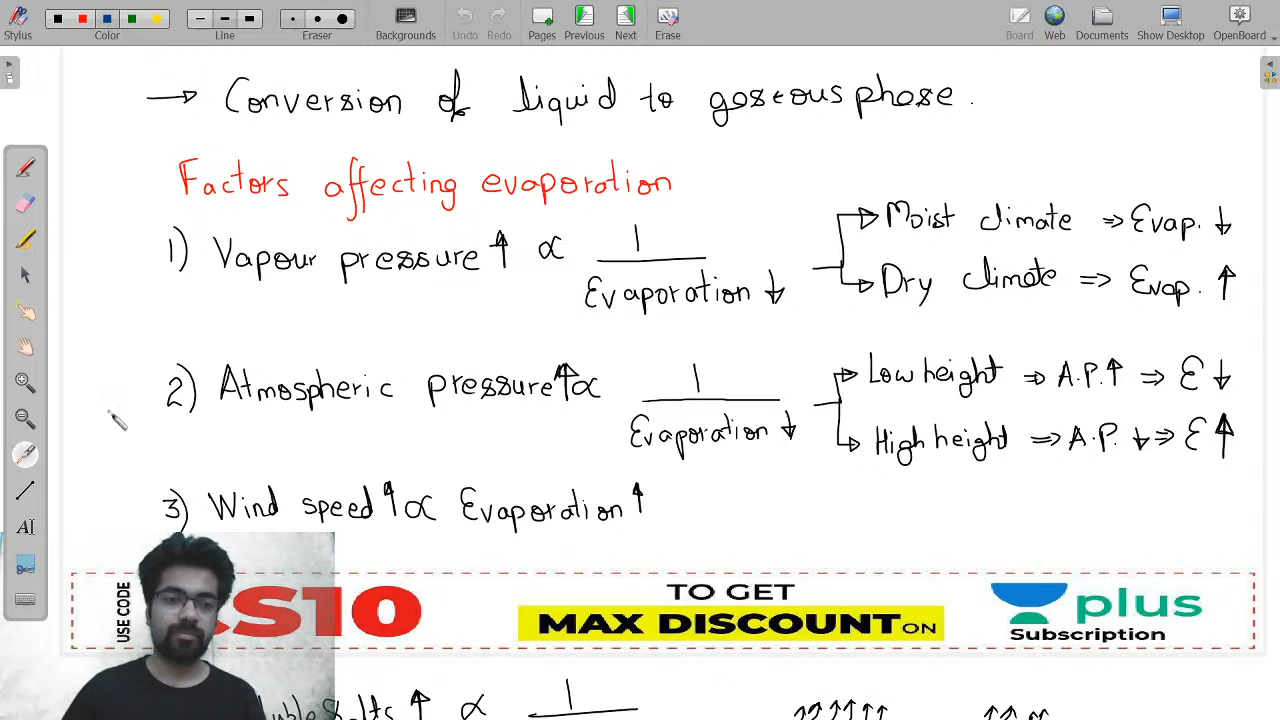 Stylus
Color
Line
Eraser
Backgrounds
Undo
Redo
Pages
Previous
Next
Erase
Board
Web
Documents
Show Desktop
OpenBoard
→ Conversion of liquid to gaseous phase.
Factors affecting evaporation
1) Vapour pressure ↑ ∝ 1 / Evaporation ↓
Moist climate ⇒ Evap. ↓
Dry climate ⇒ Evap. ↑
2) Atmospheric pressure ↑ ∝ 1 / Evaporation ↓
Low height ⇒ A.P. ↑ ⇒ E ↓
High height ⇒ A.P. ↓ ⇒ E ↑
3) Wind speed ↑ ∝ Evaporation ↑
USE CODE
CS10
TO GET
MAX DISCOUNT ON
plus
Subscription
↑ ∝ 1